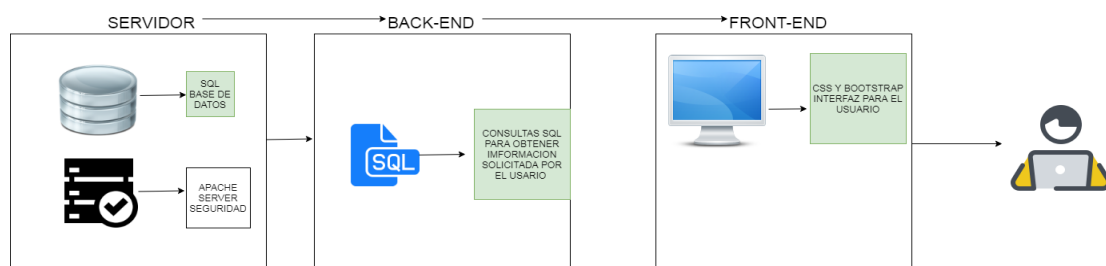 SERVIDOR
BACK-END
FRONT-END
SQL
BASE DE
DATOS
APACHE
SERVER
SEGURIDAD
SQL
CONSULTAS SQL
PARA OBTENER
IMFORMACION
SOLICITADA POR
EL USARIO
CSS Y BOOTSTRAP
INTERFAZ PARA EL
USUARIO